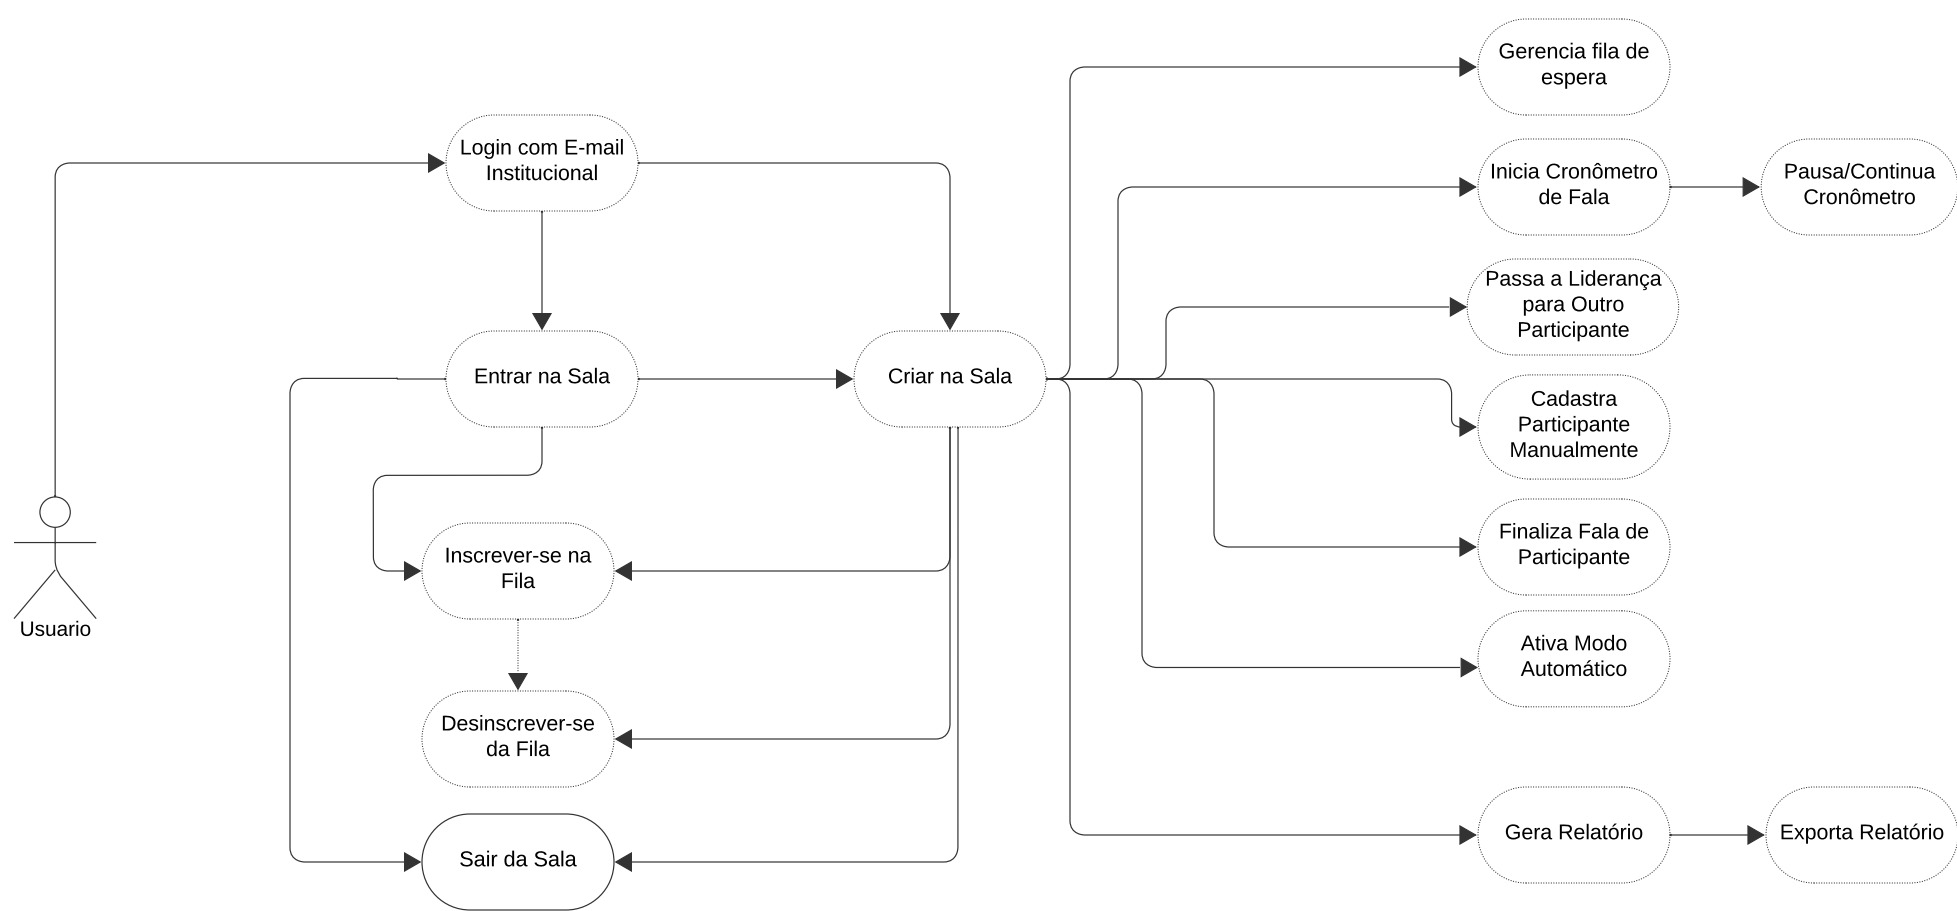 Gerencia fila de
espera
Login com E-mail
Institucional
Inicia Cronômetro
de Fala
Pausa/Continua
Cronômetro
Passa a Liderança
para Outro
Participante
Entrar na Sala
Criar na Sala
Cadastra
Participante
Manualmente
Inscrever-se na
Fila
Finaliza Fala de
Participante
Usuario
Ativa Modo
Automático
Desinscrever-se
da Fila
Sair da Sala
Gera Relatório
Exporta Relatório